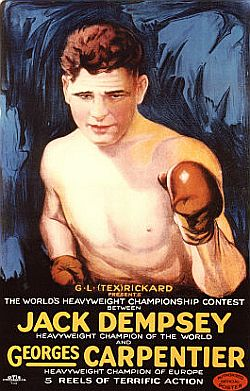 G·L·(TEX) RICKARD
PRESENTS
THE WORLD'S HEAVYWEIGHT CHAMPIONSHIP CONTEST
BETWEEN
JACK DEMPSEY
HEAVYWEIGHT CHAMPION OF THE WORLD
AND
GEORGES CARPENTIER
HEAVYWEIGHT CHAMPION OF EUROPE
5 REELS OF TERRIFIC ACTION